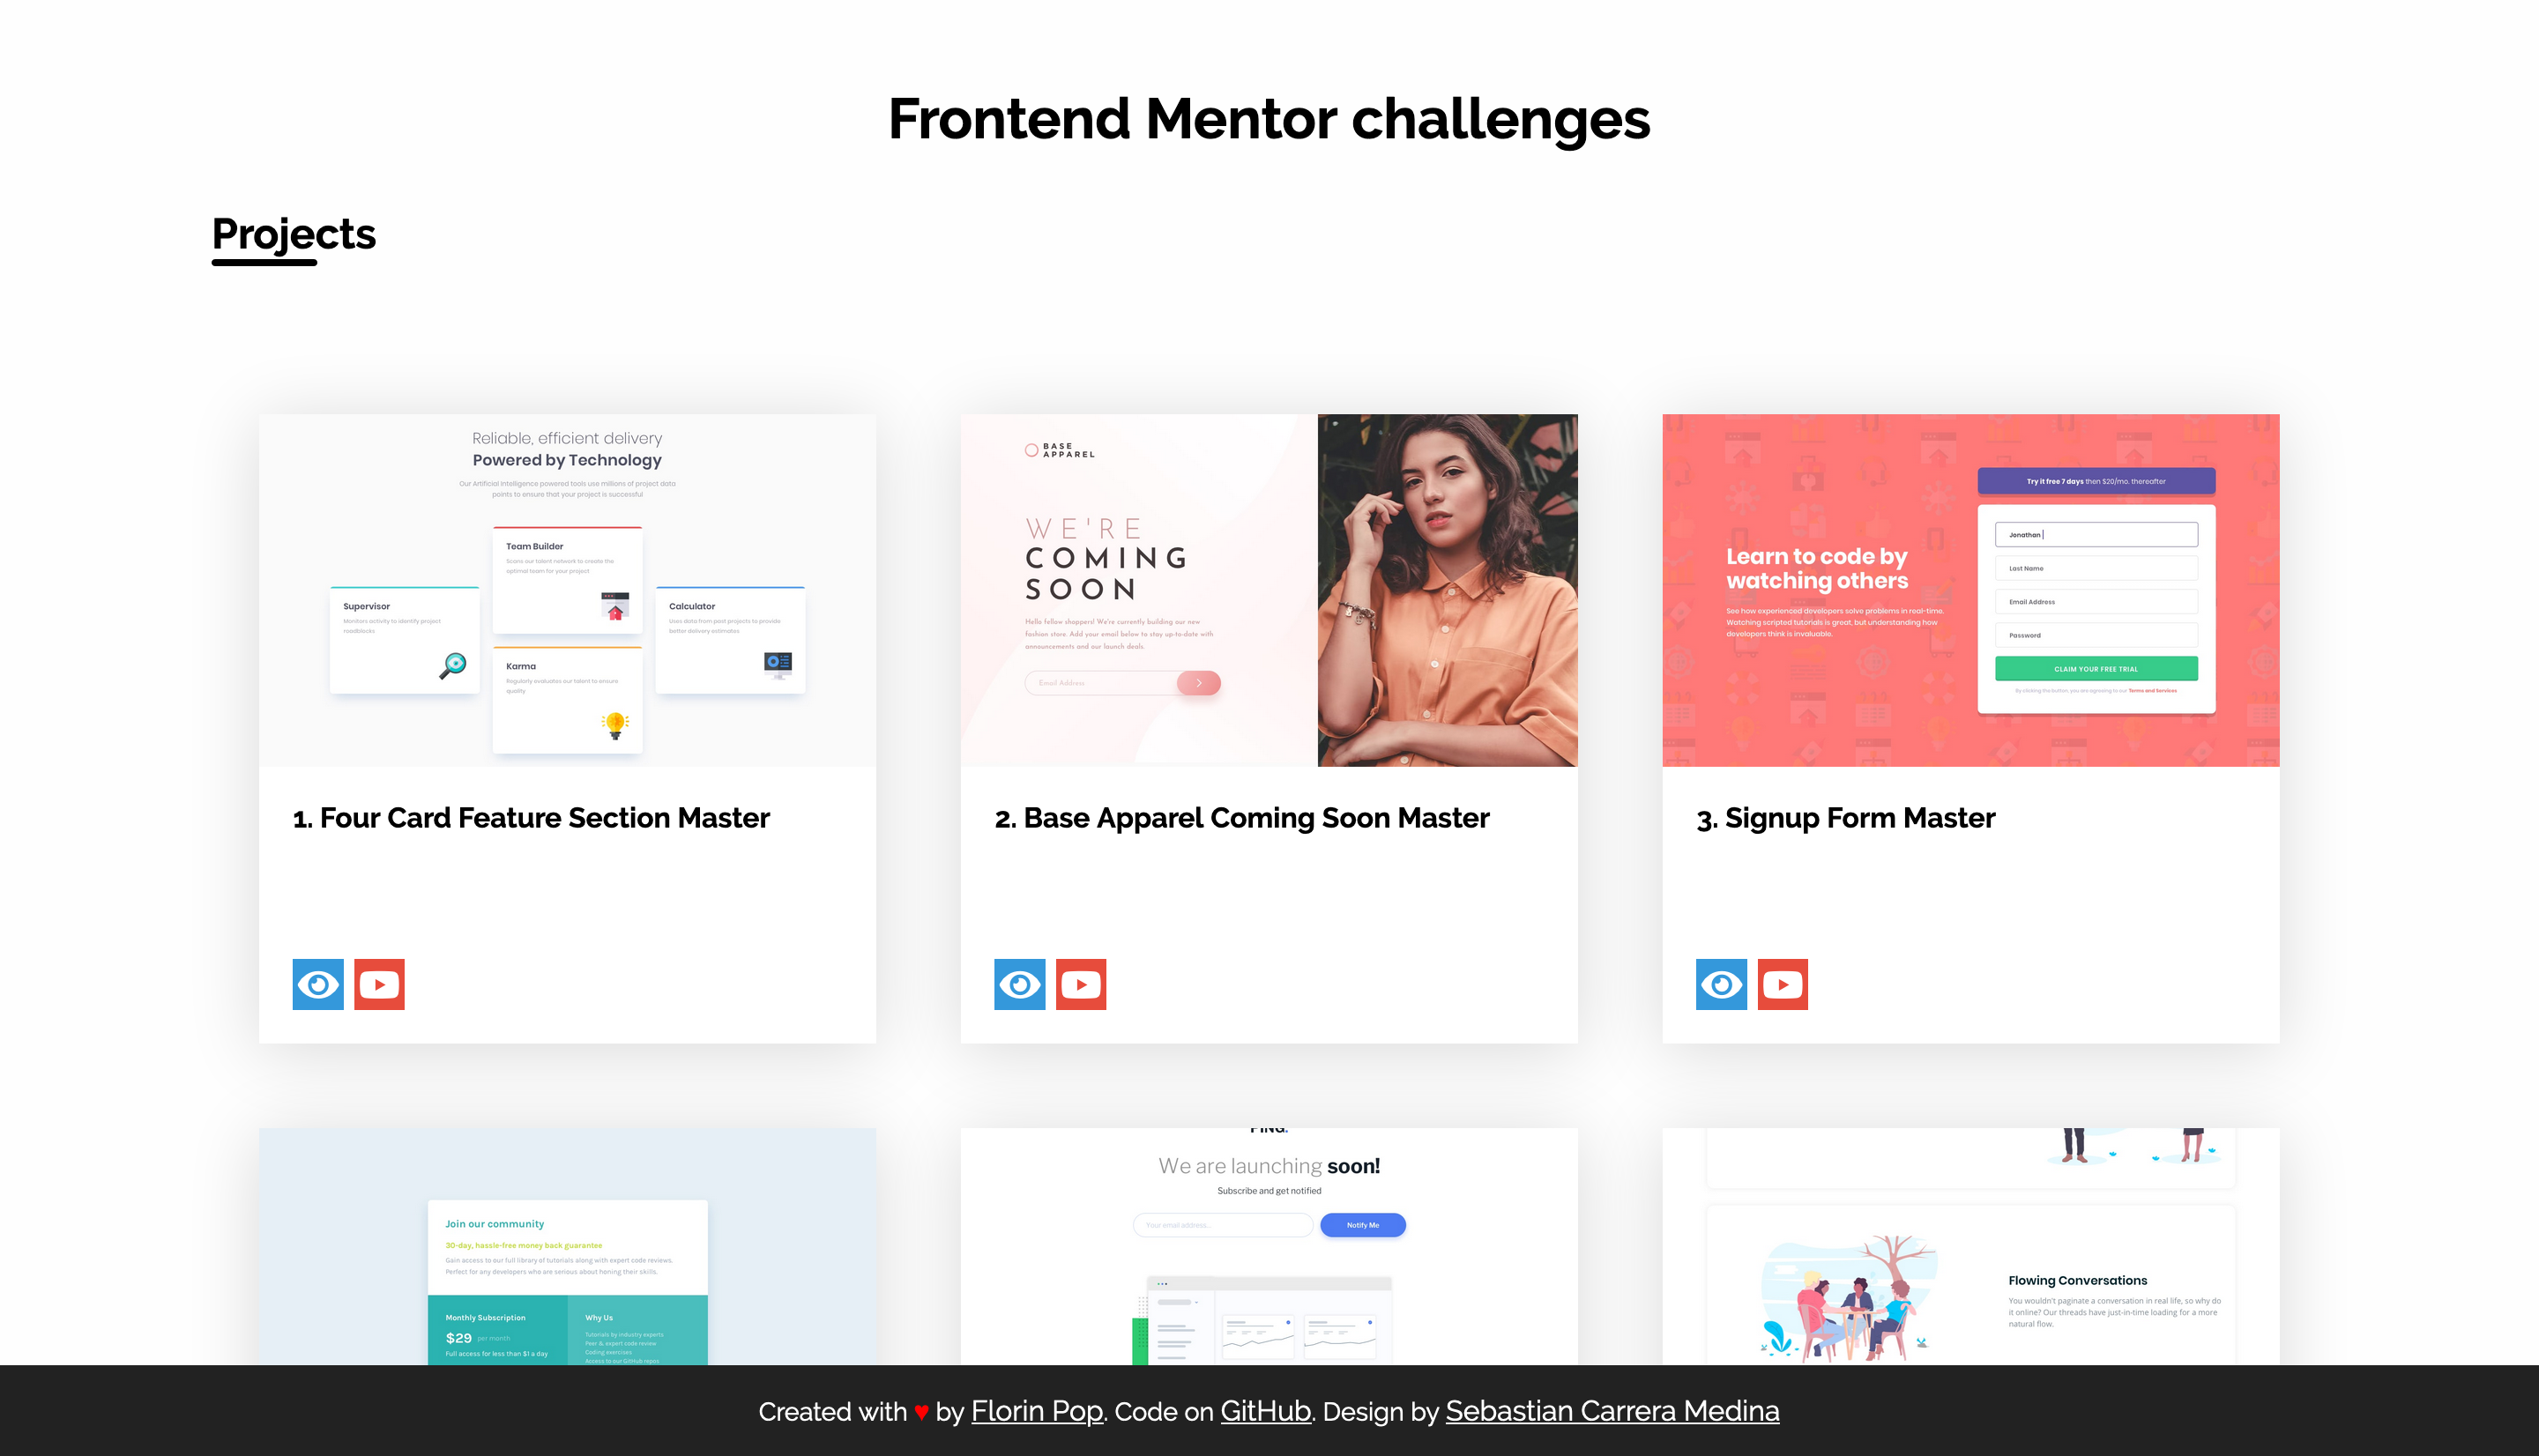 Frontend Mentor challenges
Projects
Reliable, efficient delivery
Powered by Technology
Our Artificial Intelligence powered tools use millions of project data
points to ensure that your project is successful
Team Builder
Scans our talent network to create the
optimal team for your project
Supervisor
Monitors activity to identify project
roadblocks
Calculator
Uses data from past projects to provide
better delivery estimates
Karma
Regularly evaluates our talent to ensure
quality
1. Four Card Feature Section Master
BASE
APPAREL
WE'RE
COMING
SOON
Hello fellow shoppers! We're currently building our new
fashion store. Add your email below to stay up-to-date with
announcements and our launch deals.
Email Address
2. Base Apparel Coming Soon Master
Learn to code by
watching others
See how experienced developers solve problems in real-time.
Watching scripted tutorials is great, but understanding how
developers think is invaluable.
Try it free 7 days then $20/mo. thereafter
Jonathan
Last Name
Email Address
Password
CLAIM YOUR FREE TRIAL
By clicking the button, you are agreeing to our Terms and Services
3. Signup Form Master
Join our community
30-day, hassle-free money back guarantee
Gain access to our full library of tutorials along with expert code reviews.
Perfect for any developers who are serious about honing their skills.
Monthly Subscription
$29 per month
Full access for less than $1 a day
Why Us
Tutorials by industry experts
Peer & expert code review
Coding exercises
Access to our GitHub repos
PING.
We are launching soon!
Subscribe and get notified
Your email address...
Notify Me
Flowing Conversations
You wouldn't paginate a conversation in real life, so why do
it online? Our threads have just-in-time loading for a more
natural flow.
Created with ♥ by Florin Pop. Code on GitHub. Design by Sebastian Carrera Medina